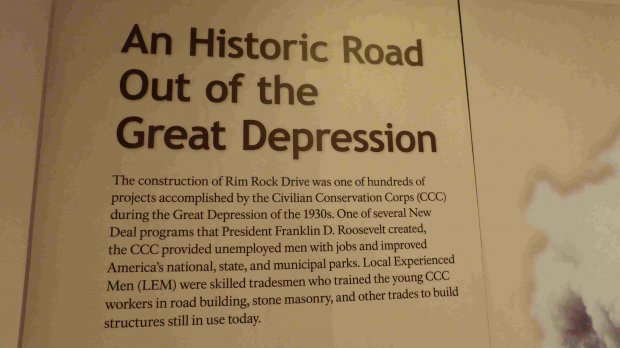 An Historic Road
Out of the
Great Depression
The construction of Rim Rock Drive was one of hundreds of
projects accomplished by the Civilian Conservation Corps (CCC)
during the Great Depression of the 1930s. One of several New
Deal programs that President Franklin D. Roosevelt created,
the CCC provided unemployed men with jobs and improved
America's national, state, and municipal parks. Local Experienced
Men (LEM) were skilled tradesmen who trained the young CCC
workers in road building, stone masonry, and other trades to build
structures still in use today.